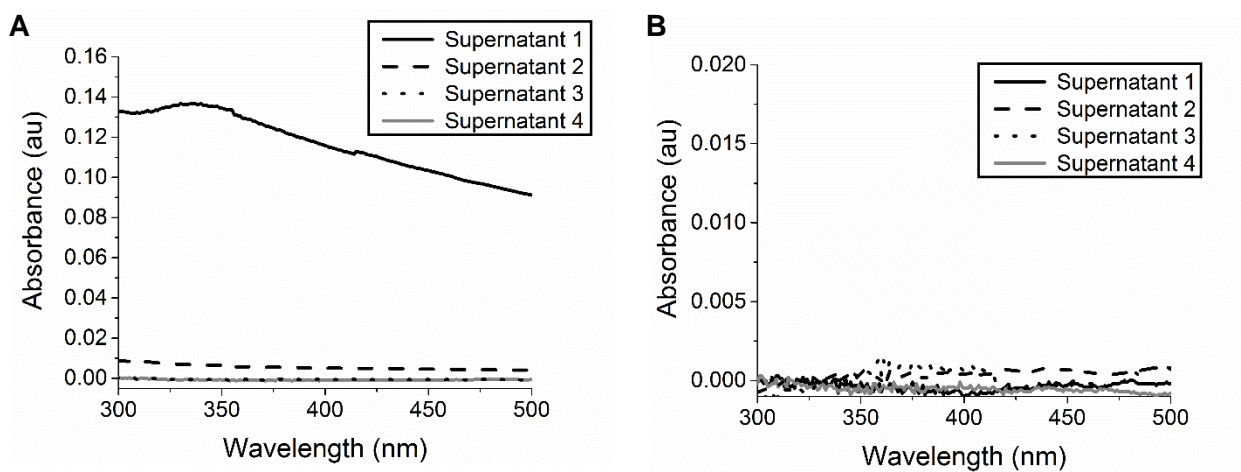 A
Supernatant 1
Supernatant 2
Supernatant 3
Supernatant 4
0.16
0.14
0.12
0.10
0.08
0.06
0.04
0.02
0.00
Absorbance (au)
300
350
400
450
500
Wavelength (nm)
B
Supernatant 1
Supernatant 2
Supernatant 3
Supernatant 4
0.020
0.015
0.010
0.005
0.000
Absorbance (au)
300
350
400
450
500
Wavelength (nm)